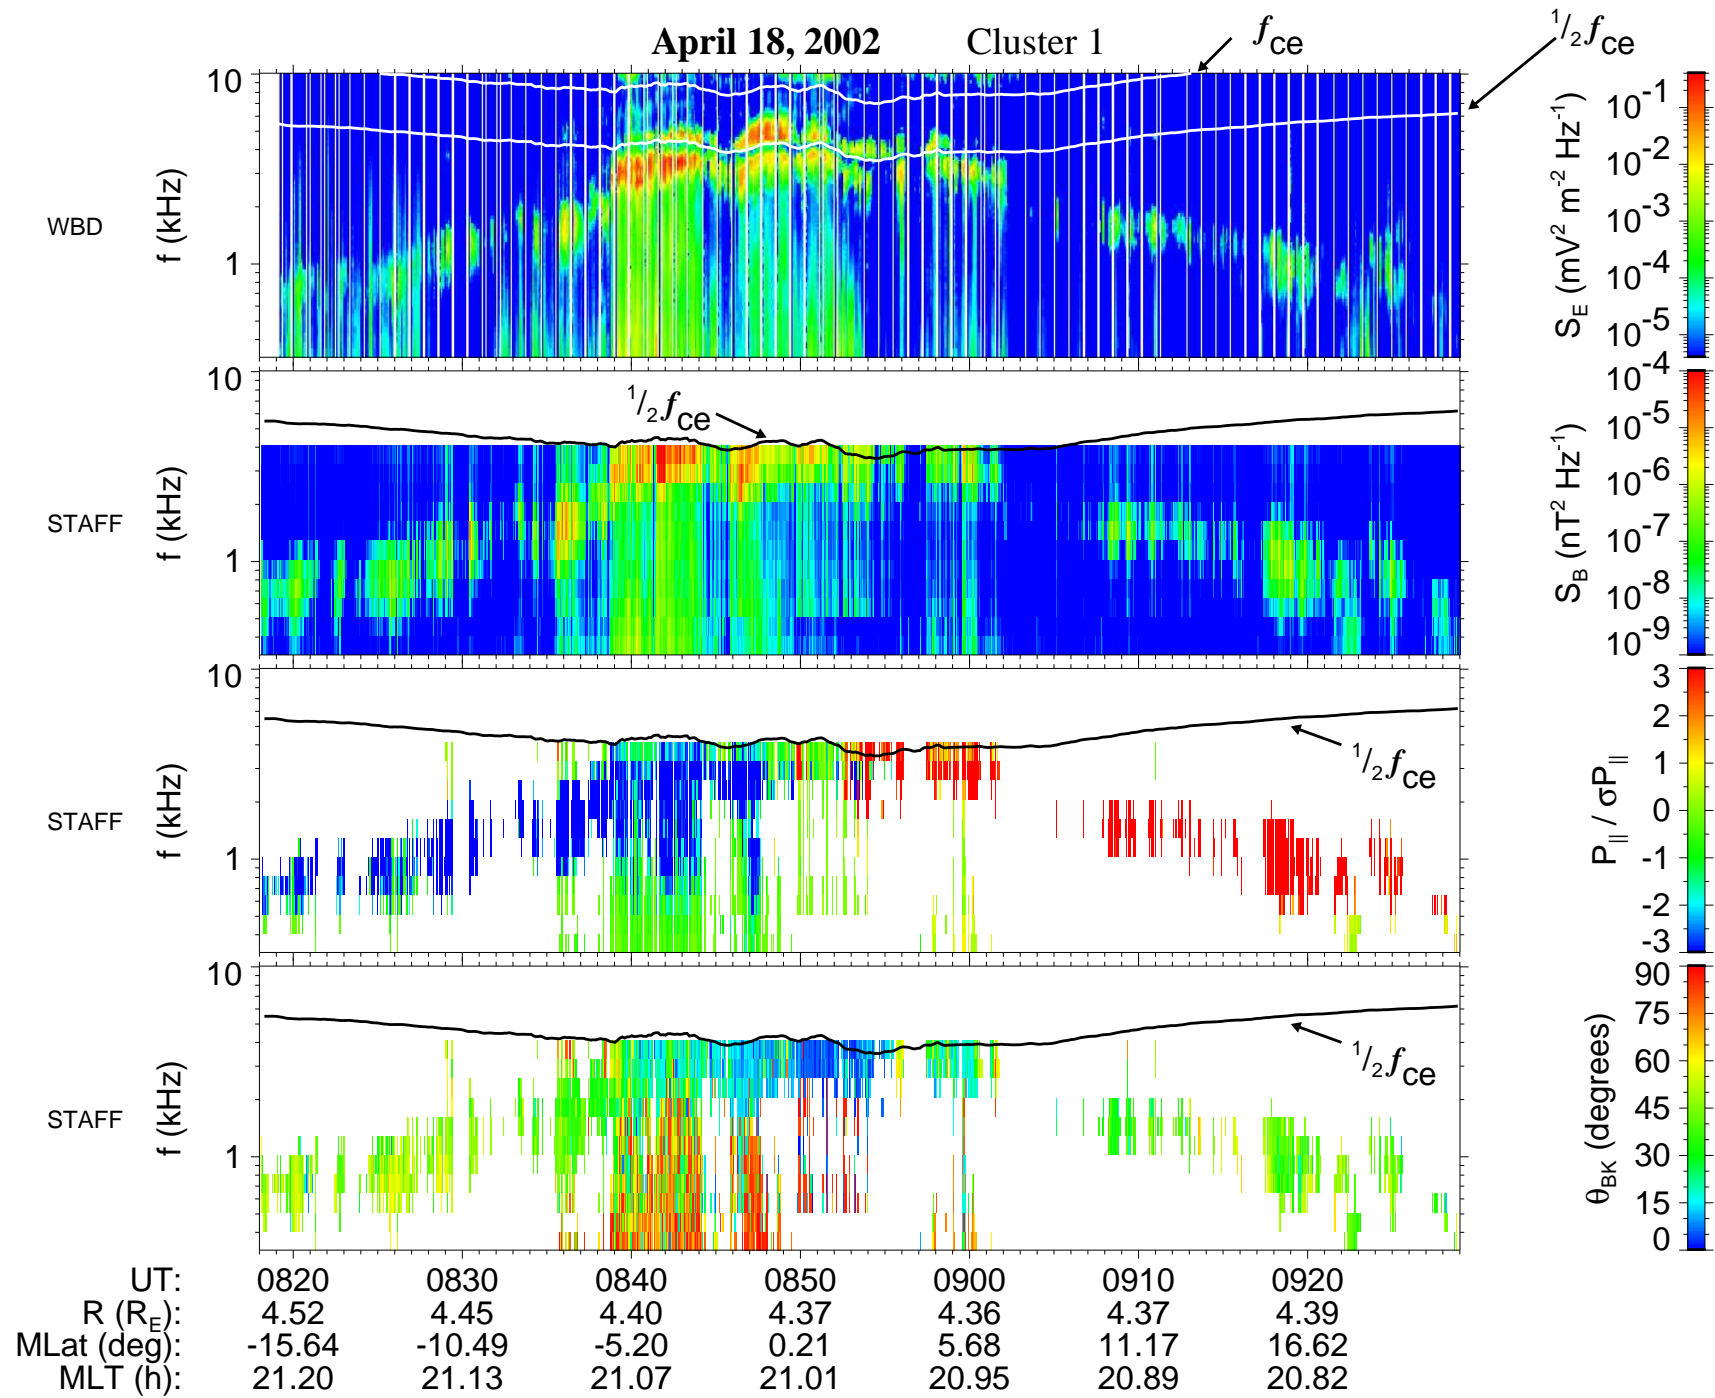 April 18, 2002 Cluster 1 f_ce 1/2 f_ce
WBD
f (kHz)
10
1
S_E (mV² m⁻² Hz⁻¹)
10⁻¹
10⁻²
10⁻³
10⁻⁴
10⁻⁵
10⁻⁴
STAFF
f (kHz)
10
1
1/2 f_ce
S_B (nT² Hz⁻¹)
10⁻⁴
10⁻⁵
10⁻⁶
10⁻⁷
10⁻⁸
10⁻⁹
STAFF
f (kHz)
10
1
1/2 f_ce
P_|| / σP_||
3
2
1
0
-1
-2
-3
STAFF
f (kHz)
10
1
1/2 f_ce
θ_BK (degrees)
90
75
60
45
30
15
0
UT: 0820 0830 0840 0850 0900 0910 0920
R (R_E): 4.52 4.45 4.40 4.37 4.36 4.37 4.39
MLat (deg): -15.64 -10.49 -5.20 0.21 5.68 11.17 16.62
MLT (h): 21.20 21.13 21.07 21.01 20.95 20.89 20.82